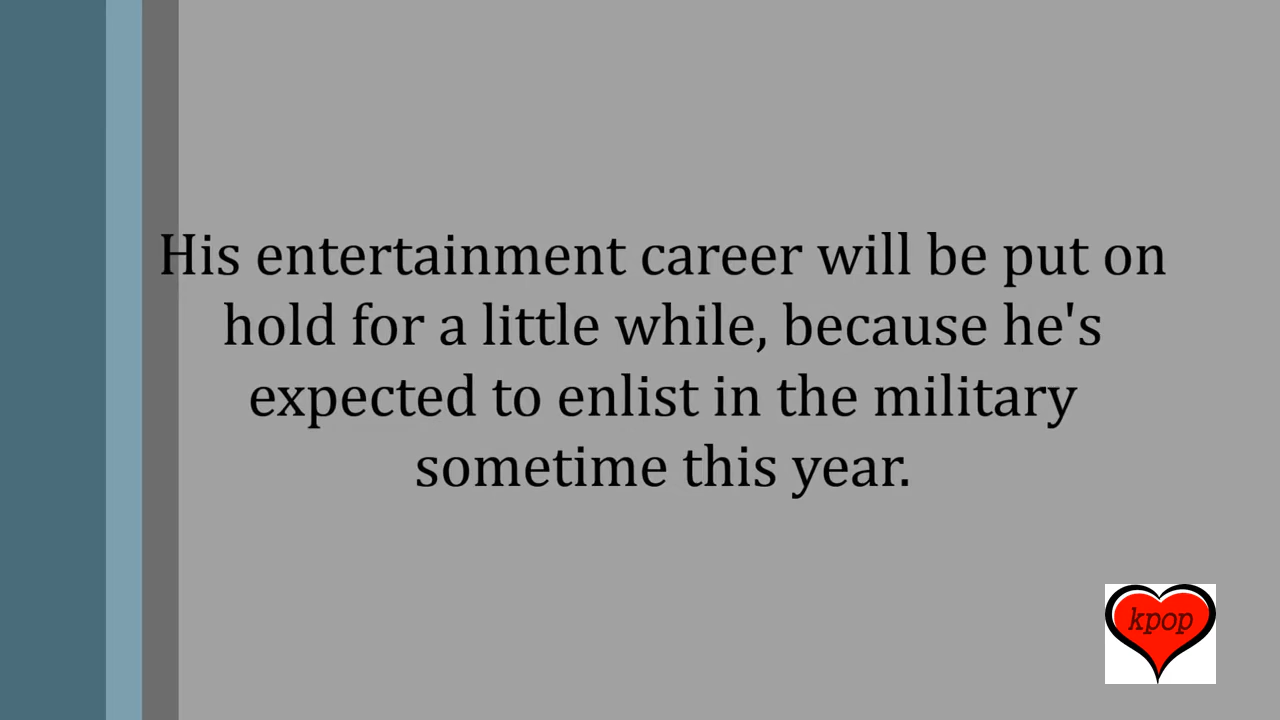 His entertainment career will be put on
hold for a little while, because he's
expected to enlist in the military
sometime this year.
kpop